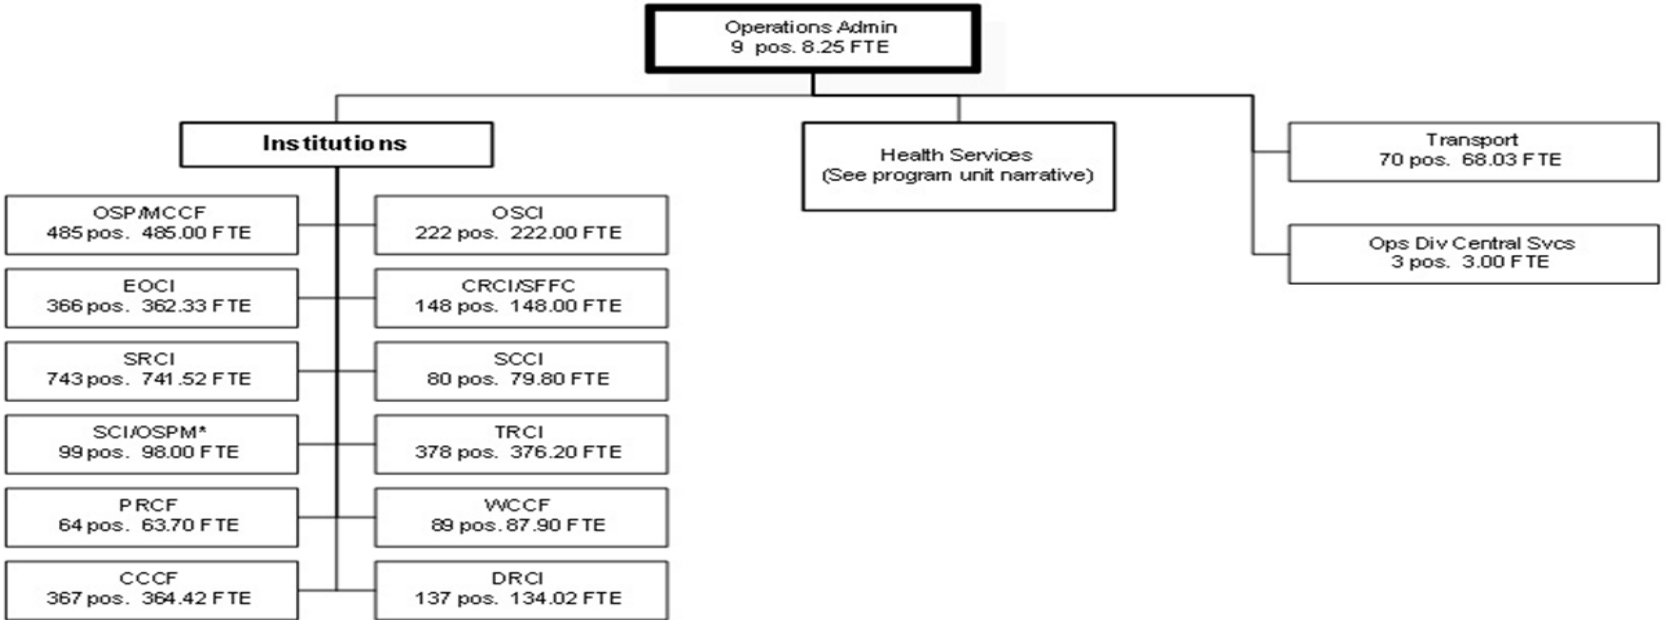 Operations Admin
9 pos. 8.25 FTE
Institutions
Health Services
(See program unit narrative)
Transport
70 pos. 68.03 FTE
Ops Div Central Svcs
3 pos. 3.00 FTE
OSP/MCCF
485 pos. 485.00 FTE
OSCI
222 pos. 222.00 FTE
EOCI
366 pos. 362.33 FTE
CRCI/SFFC
148 pos. 148.00 FTE
SRCI
743 pos. 741.52 FTE
SCCI
80 pos. 79.80 FTE
SCI/OSPM*
99 pos. 98.00 FTE
TRCI
378 pos. 376.20 FTE
PRCF
64 pos. 63.70 FTE
WCCF
89 pos. 87.90 FTE
CCCF
367 pos. 364.42 FTE
DRCI
137 pos. 134.02 FTE